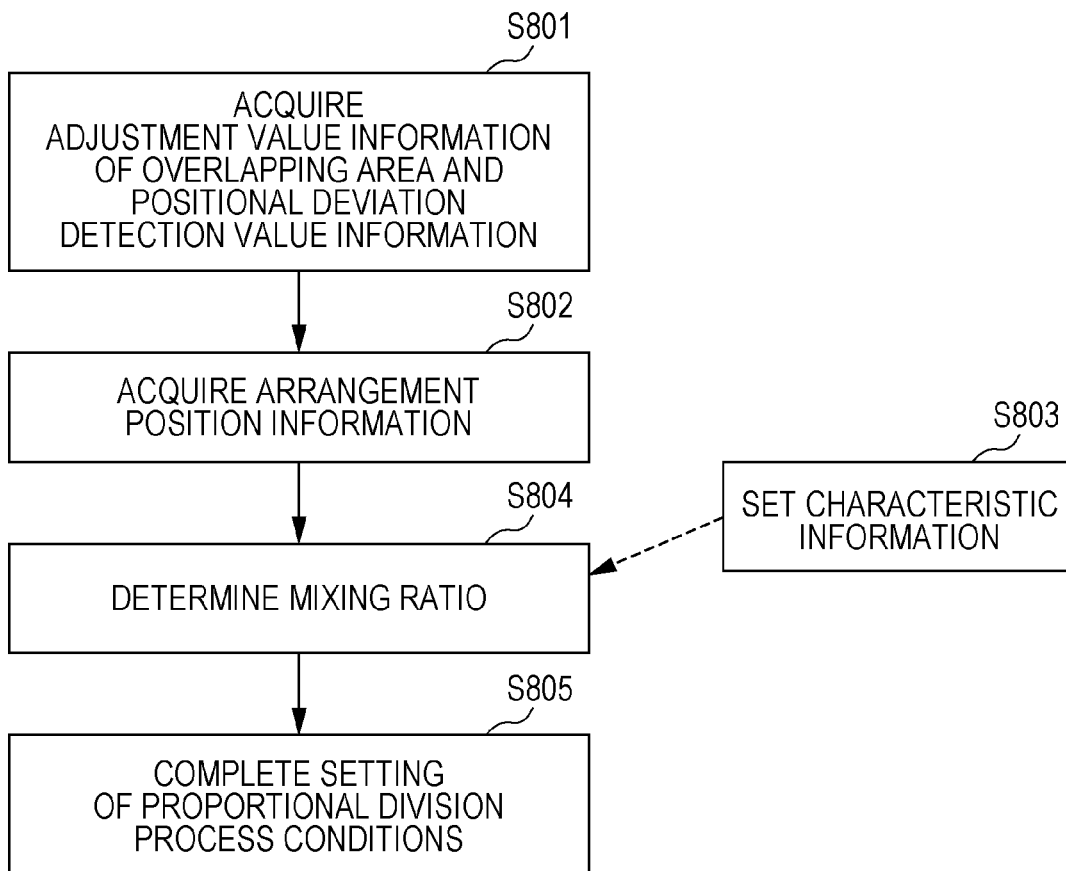 S801
ACQUIRE
ADJUSTMENT VALUE INFORMATION
OF OVERLAPPING AREA AND
POSITIONAL DEVIATION
DETECTION VALUE INFORMATION
S802
ACQUIRE ARRANGEMENT
POSITION INFORMATION
S803
SET CHARACTERISTIC
INFORMATION
S804
DETERMINE MIXING RATIO
S805
COMPLETE SETTING
OF PROPORTIONAL DIVISION
PROCESS CONDITIONS